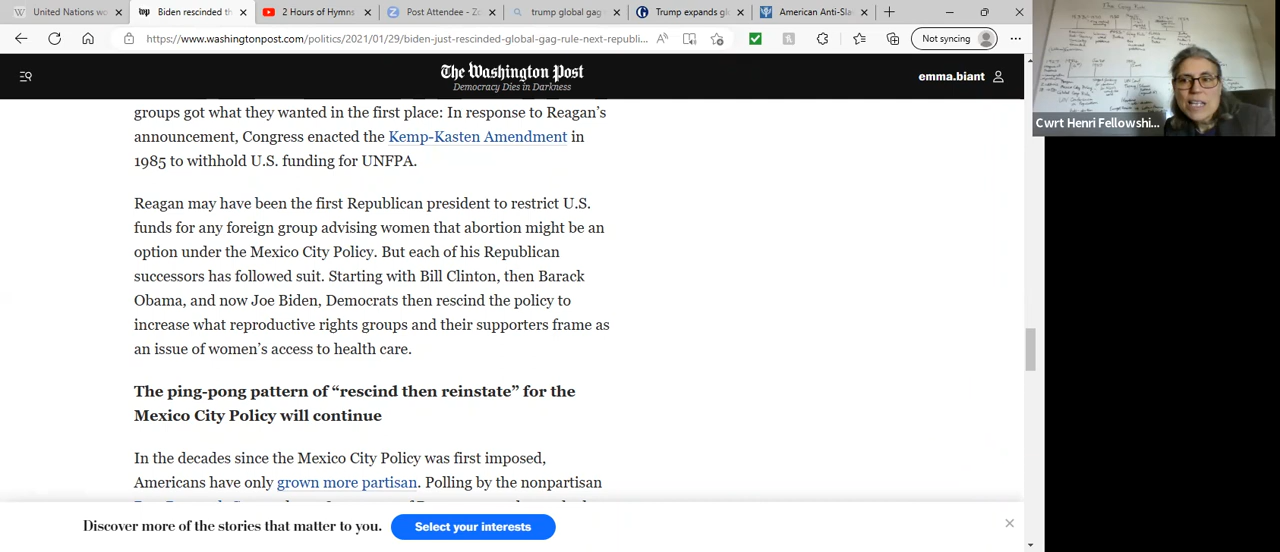 United Nations wo
Biden rescinded th
2 Hours of Hymns
Post Attendee - Zo
trump global gag
Trump expands gl
American Anti-Sla
https://www.washingtonpost.com/politics/2021/01/29/biden-just-rescinded-global-gag-rule-next-republi...
Not syncing
The Washington Post
Democracy Dies in Darkness
emma.biant
groups got what they wanted in the first place: In response to Reagan's
announcement, Congress enacted the Kemp-Kasten Amendment in
1985 to withhold U.S. funding for UNFPA.
Reagan may have been the first Republican president to restrict U.S.
funds for any foreign group advising women that abortion might be an
option under the Mexico City Policy. But each of his Republican
successors has followed suit. Starting with Bill Clinton, then Barack
Obama, and now Joe Biden, Democrats then rescind the policy to
increase what reproductive rights groups and their supporters frame as
an issue of women's access to health care.
The ping-pong pattern of “rescind then reinstate” for the
Mexico City Policy will continue
In the decades since the Mexico City Policy was first imposed,
Americans have only grown more partisan. Polling by the nonpartisan
Discover more of the stories that matter to you.
Select your interests
The Gag Rule
Cwrt Henri Fellowshi...